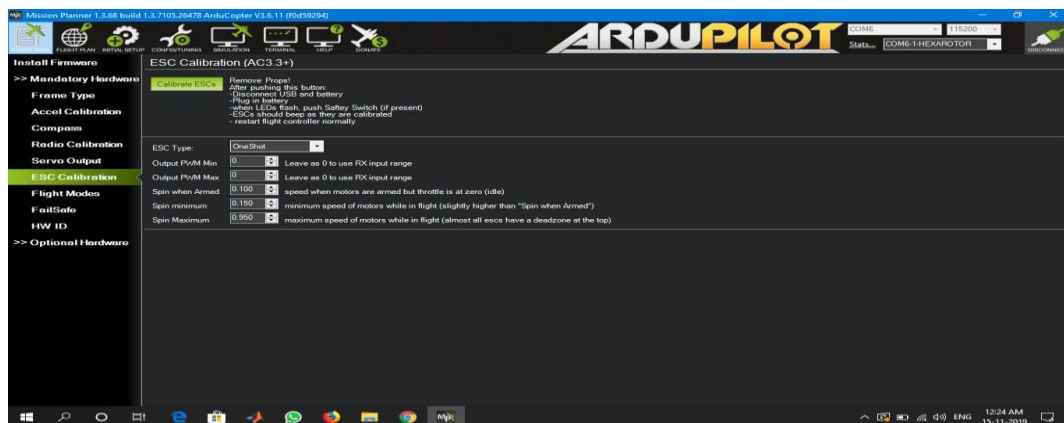 Mission Planner 1.3.68 build 1.3.7105.26478 ArduCopter V3.6.11 (f0d59294)
FLIGHT PLAN
INITIAL SETUP
CONFIG/TUNING
SIMULATION
TERMINAL
HELP
DONATE
ARDUPILOT
COM6
115200
Stats...
COM6-1-HEXAROTOR
DISCONNECT
Install Firmware
>> Mandatory Hardware
Frame Type
Accel Calibration
Compass
Radio Calibration
Servo Output
ESC Calibration
Flight Modes
FailSafe
HW ID
>> Optional Hardware
ESC Calibration (AC3.3+)
Calibrate ESCs
Remove Props!
After pushing this button:
-Disconnect USB and battery
-Plug in battery
-when LEDs flash, push Saftey Switch (if present)
-ESCs should beep as they are calibrated
- restart flight controller normally
ESC Type: OneShot
Output PWM Min 0 Leave as 0 to use RX input range
Output PWM Max 0 Leave as 0 to use RX input range
Spin when Armed 0.100 speed when motors are armed but throttle is at zero (idle)
Spin minimum 0.150 minimum speed of motors while in flight (slightly higher than "Spin when Armed")
Spin Maximum 0.950 maximum speed of motors while in flight (almost all escs have a deadzone at the top)
Mp
ENG
12:24 AM
15-11-2019